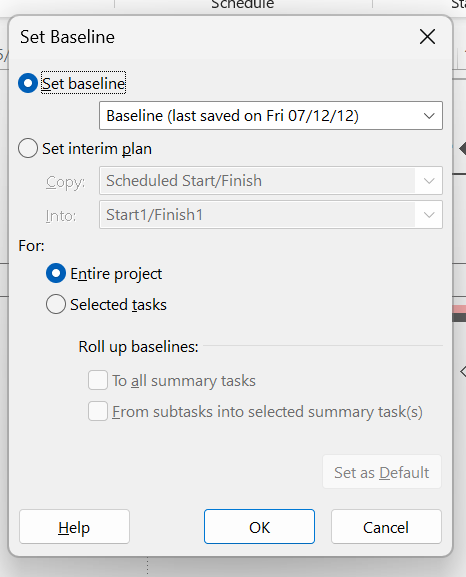 Schedule
Set Baseline
Set baseline
Baseline (last saved on Fri 07/12/12)
Set interim plan
Copy: Scheduled Start/Finish
Into: Start1/Finish1
For:
Entire project
Selected tasks
Roll up baselines:
To all summary tasks
From subtasks into selected summary task(s)
Set as Default
Help OK Cancel